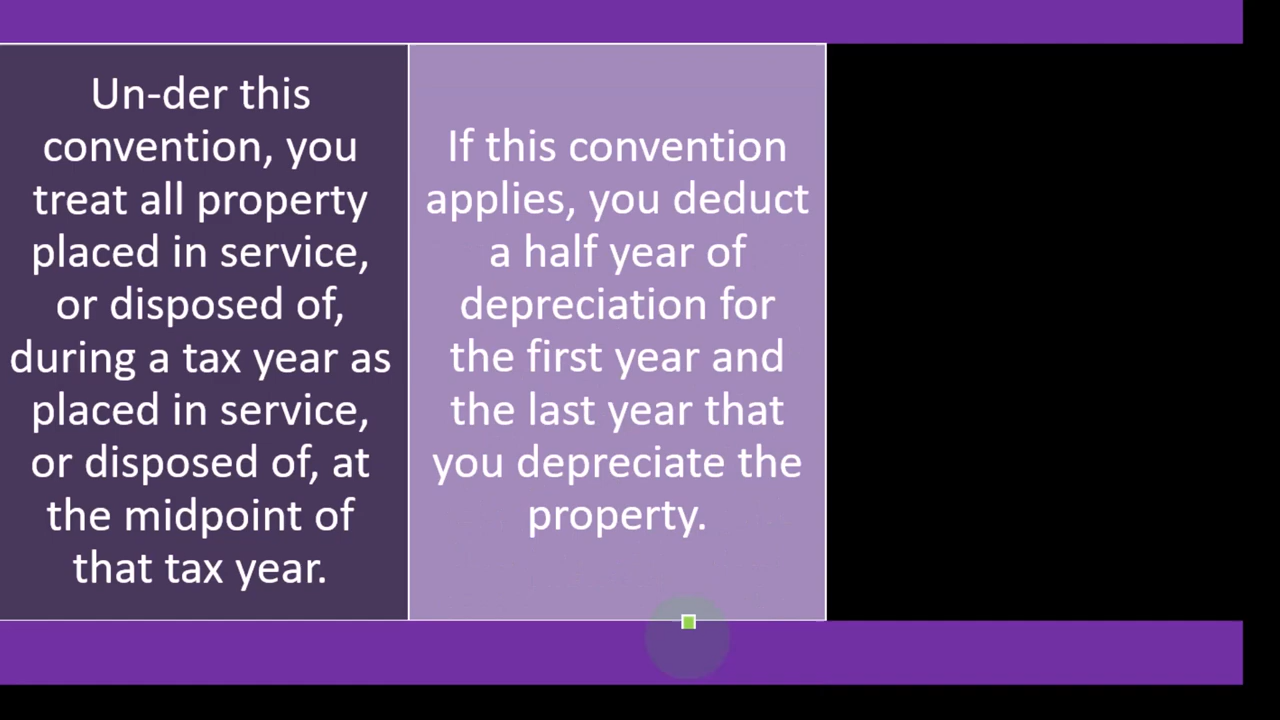 Un-der this
convention, you
treat all property
placed in service,
or disposed of,
during a tax year as
placed in service,
or disposed of, at
the midpoint of
that tax year.
If this convention
applies, you deduct
a half year of
depreciation for
the first year and
the last year that
you depreciate the
property.